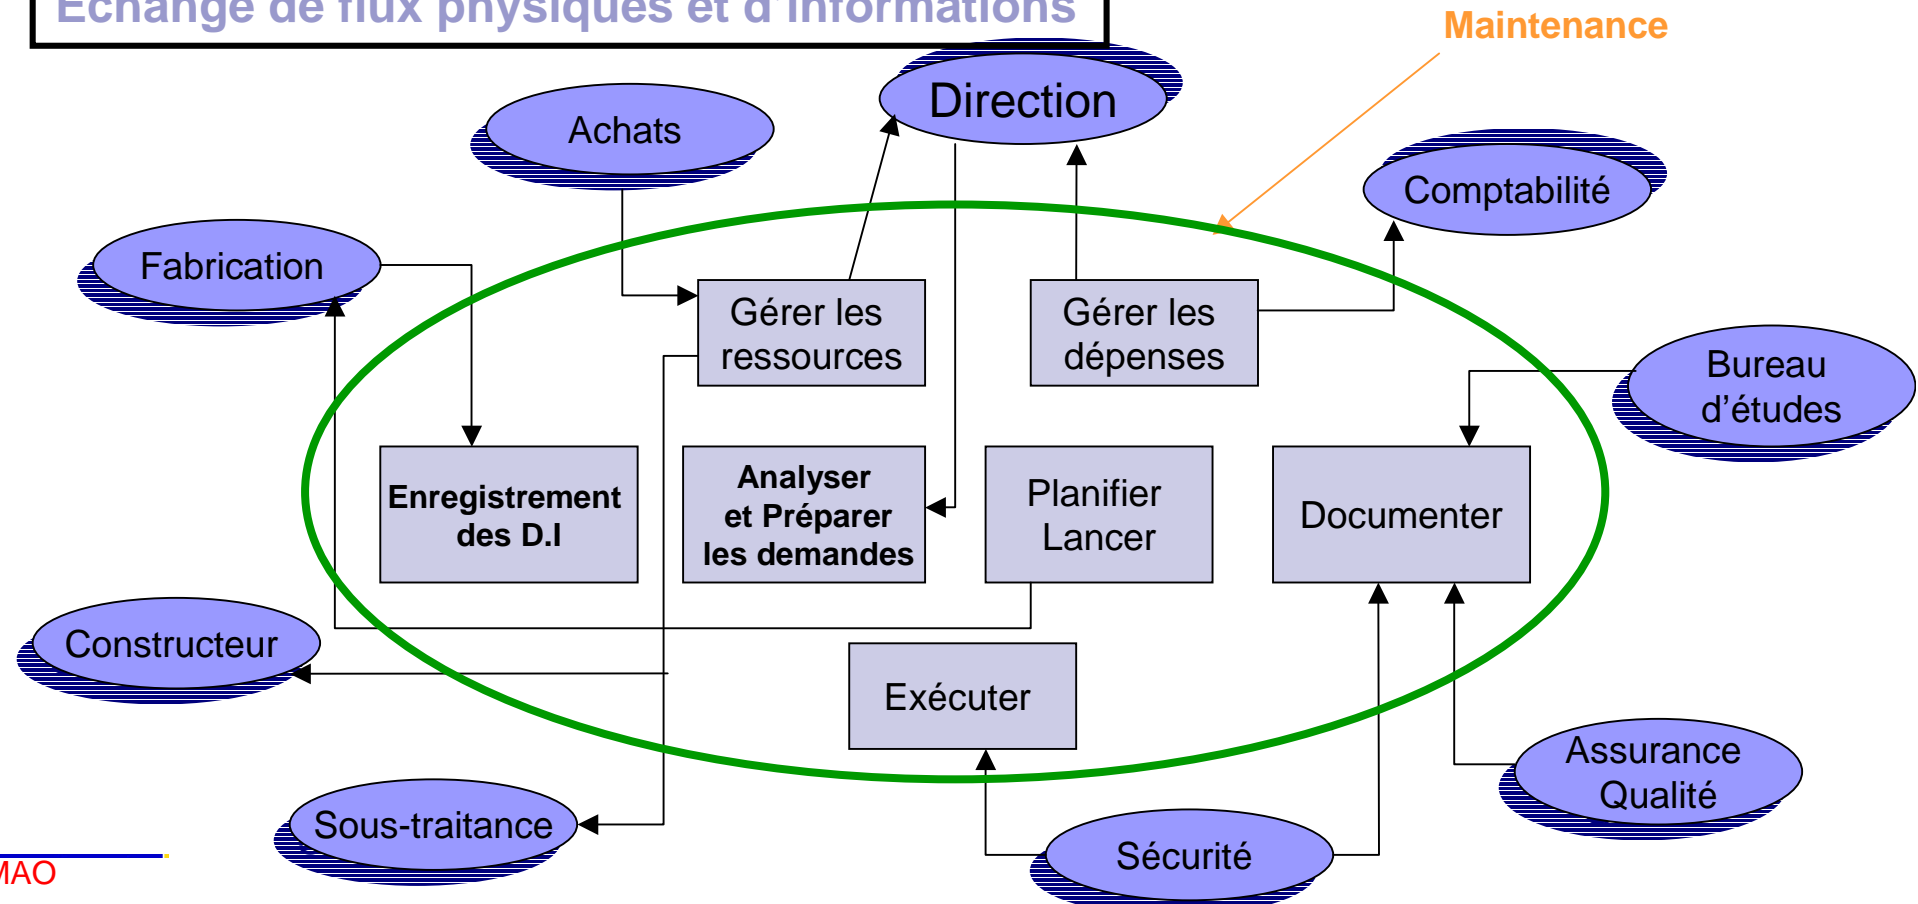 Echange de flux physiques et d'informations
Maintenance
Direction
Achats
Comptabilité
Fabrication
Gérer les
ressources
Gérer les
dépenses
Bureau
d'études
Enregistrement
des D.I
Analyser
et Préparer
les demandes
Planifier
Lancer
Documenter
Constructeur
Exécuter
Assurance
Qualité
Sous-traitance
Sécurité
MAO